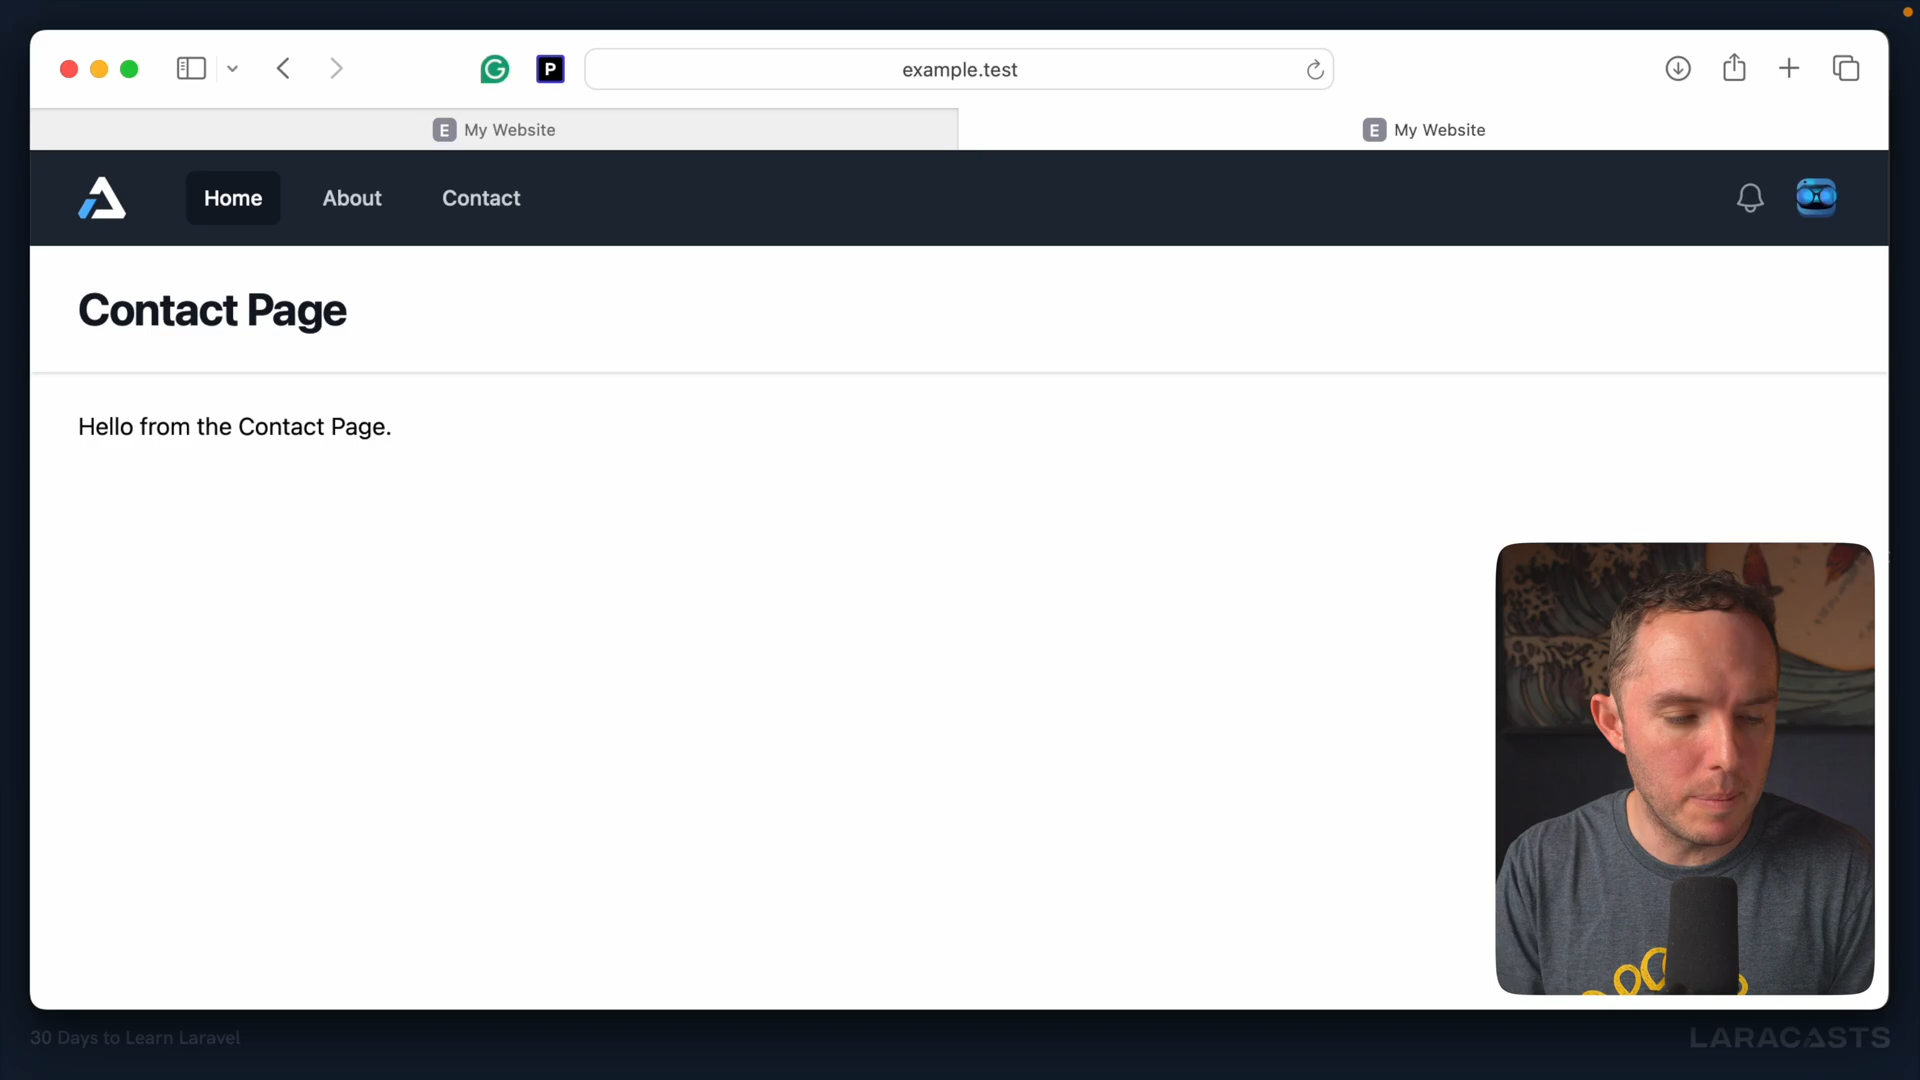 P
example.test
E My Website
E My Website
Home
About
Contact
Contact Page
Hello from the Contact Page.
30 Days to Learn Laravel
LARACASTS